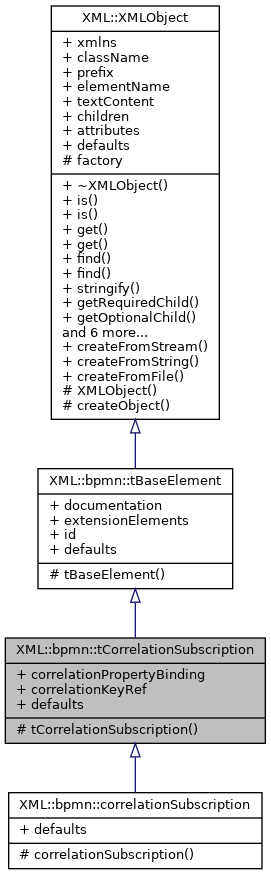 XML::XMLObject
+ xmlns
+ className
+ prefix
+ elementName
+ textContent
+ children
+ attributes
+ defaults
# factory
+ ~XMLObject()
+ is()
+ is()
+ get()
+ get()
+ find()
+ find()
+ stringify()
+ getRequiredChild()
+ getOptionalChild()
and 6 more...
+ createFromStream()
+ createFromString()
+ createFromFile()
# XMLObject()
# createObject()
XML::bpmn::tBaseElement
+ documentation
+ extensionElements
+ id
+ defaults
# tBaseElement()
XML::bpmn::tCorrelationSubscription
+ correlationPropertyBinding
+ correlationKeyRef
+ defaults
# tCorrelationSubscription()
XML::bpmn::correlationSubscription
+ defaults
# correlationSubscription()